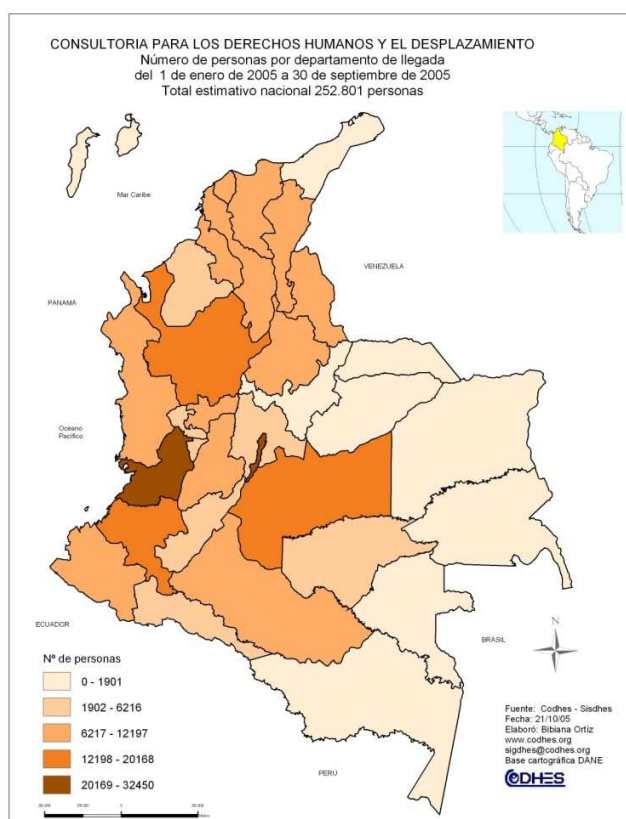 CONSULTORIA PARA LOS DERECHOS HUMANOS Y EL DESPLAZAMIENTO
Número de personas por departamento de llegada
del 1 de enero de 2005 a 30 de septiembre de 2005
Total estimativo nacional 252.801 personas
Mar Caribe
VENEZUELA
PANAMÁ
Oceano
Pacifico
ECUADOR
BRASIL
PERÚ
N
Nº de personas
0 - 1901
1902 - 6216
6217 - 12197
12198 - 20168
20169 - 32450
Fuente: Codhes - Sisdhes
Fecha: 21/10/05
Elaboró: Bibiana Ortíz
www.codhes.org
sigdhes@codhes.org
Base cartográfica DANE
CODHES